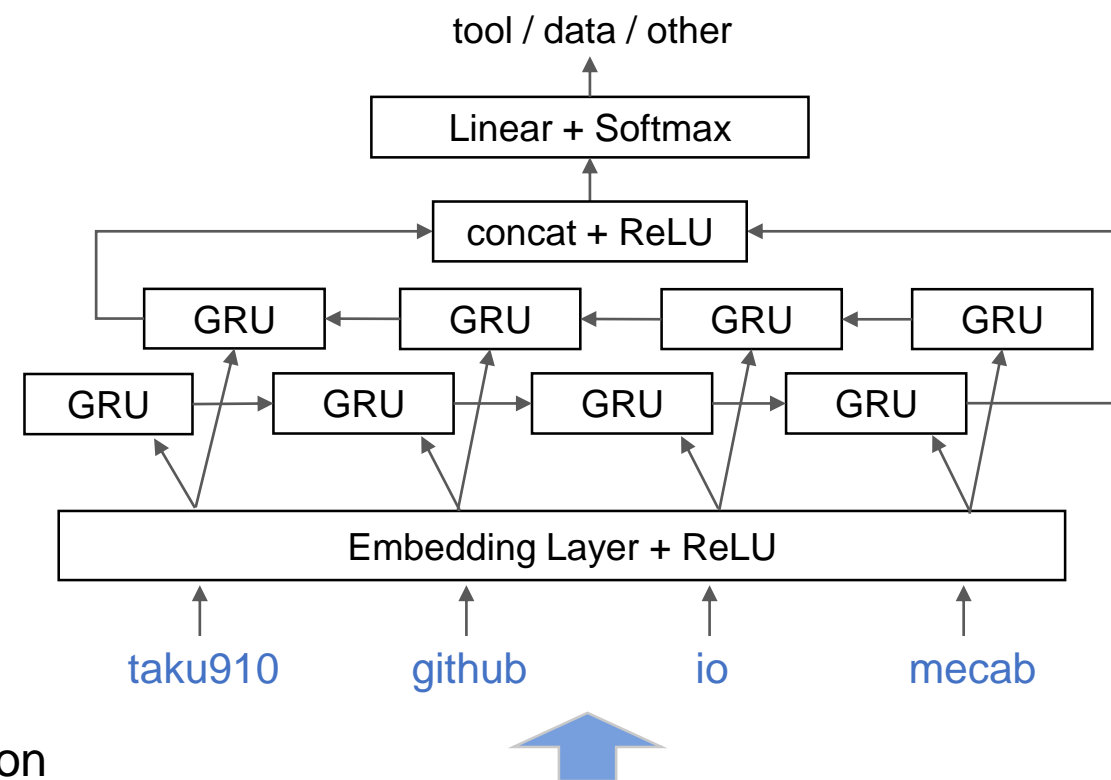 tool / data / other
Linear + Softmax
concat + ReLU
GRU GRU GRU GRU
GRU GRU GRU GRU
Embedding Layer + ReLU
taku910 github io mecab
on